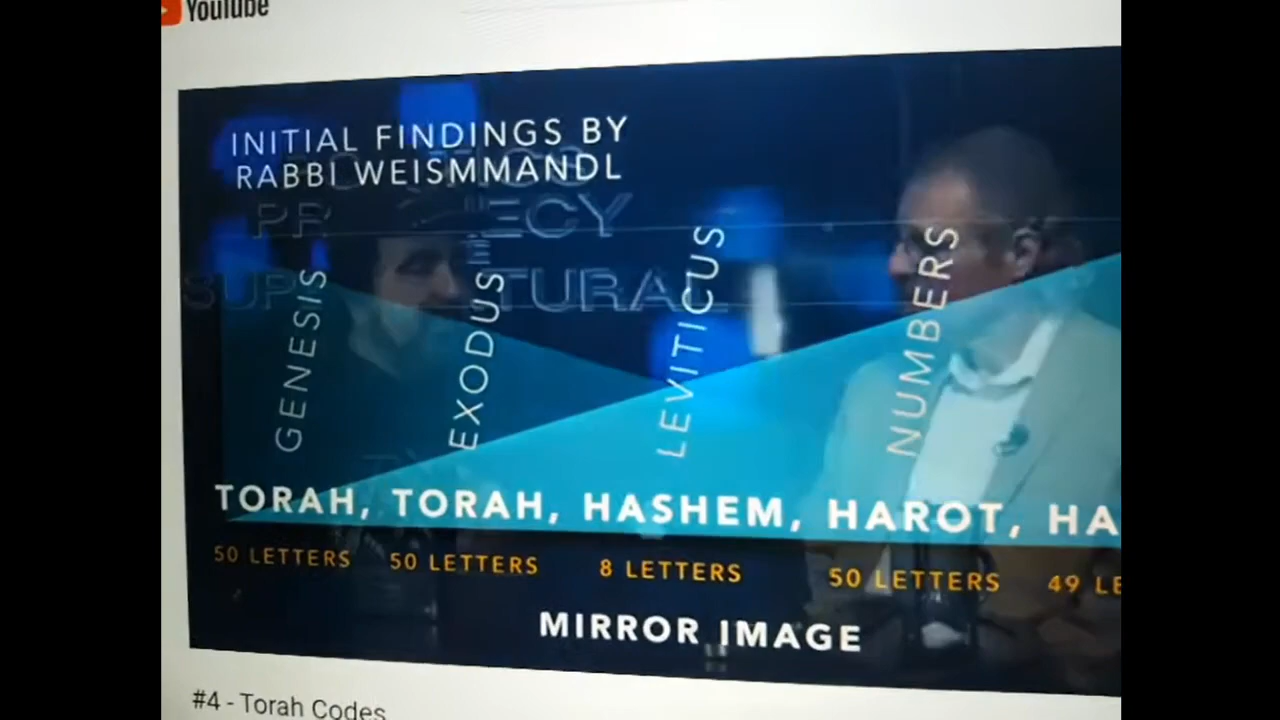 YouTube
INITIAL FINDINGS BY
RABBI WEISMMANDL
GENESIS
EXODUS
LEVITICUS
NUMBERS
TORAH, TORAH, HASHEM, HAROT, HA
50 LETTERS 50 LETTERS 8 LETTERS 50 LETTERS 49 LE
MIRROR IMAGE
#4 - Torah Codes